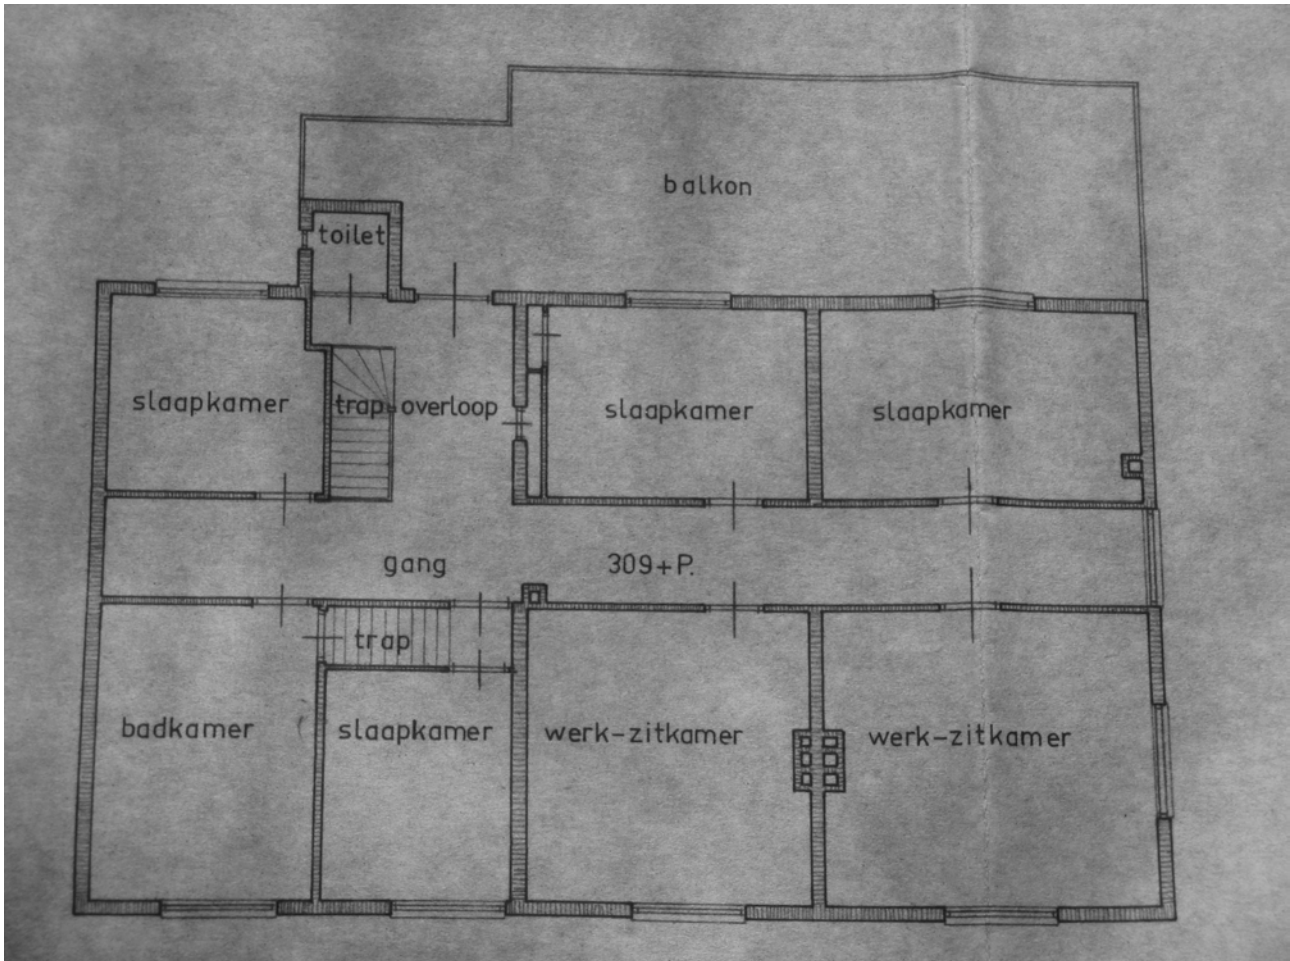 balkon
toilet
slaapkamer
trap overloop
slaapkamer
slaapkamer
gang
309+P.
trap
badkamer
slaapkamer
werk-zitkamer
werk-zitkamer